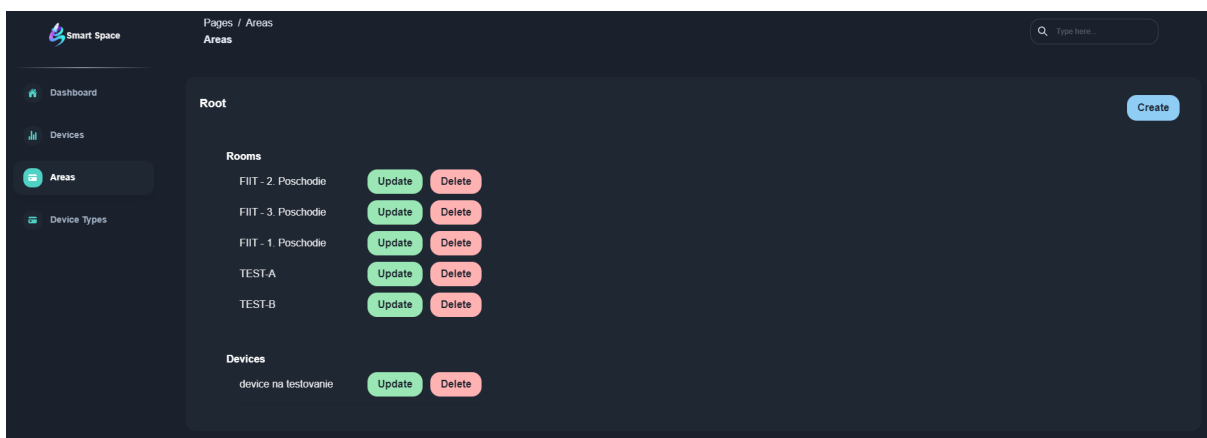 Smart Space
Pages / Areas
Areas
Type here...
Dashboard
Devices
Areas
Device Types
Root
Create
Rooms
FIIT - 2. Poschodie Update Delete
FIIT - 3. Poschodie Update Delete
FIIT - 1. Poschodie Update Delete
TEST-A Update Delete
TEST-B Update Delete
Devices
device na testovanie Update Delete